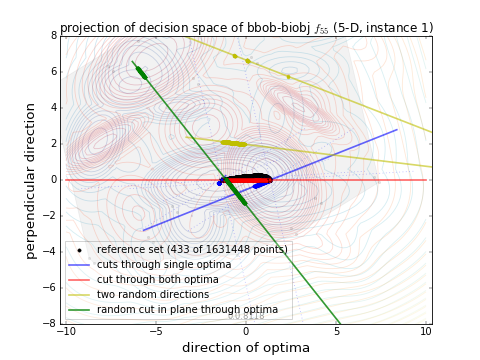 projection of decision space of bbob-biobj f55 (5-D, instance 1)
8
6
4
2
0
−2
−4
−6
−8
perpendicular direction
reference set (433 of 1631448 points)
cuts through single optima
cut through both optima
two random directions
random cut in plane through optima
−10
−5
0
5
10
direction of optima